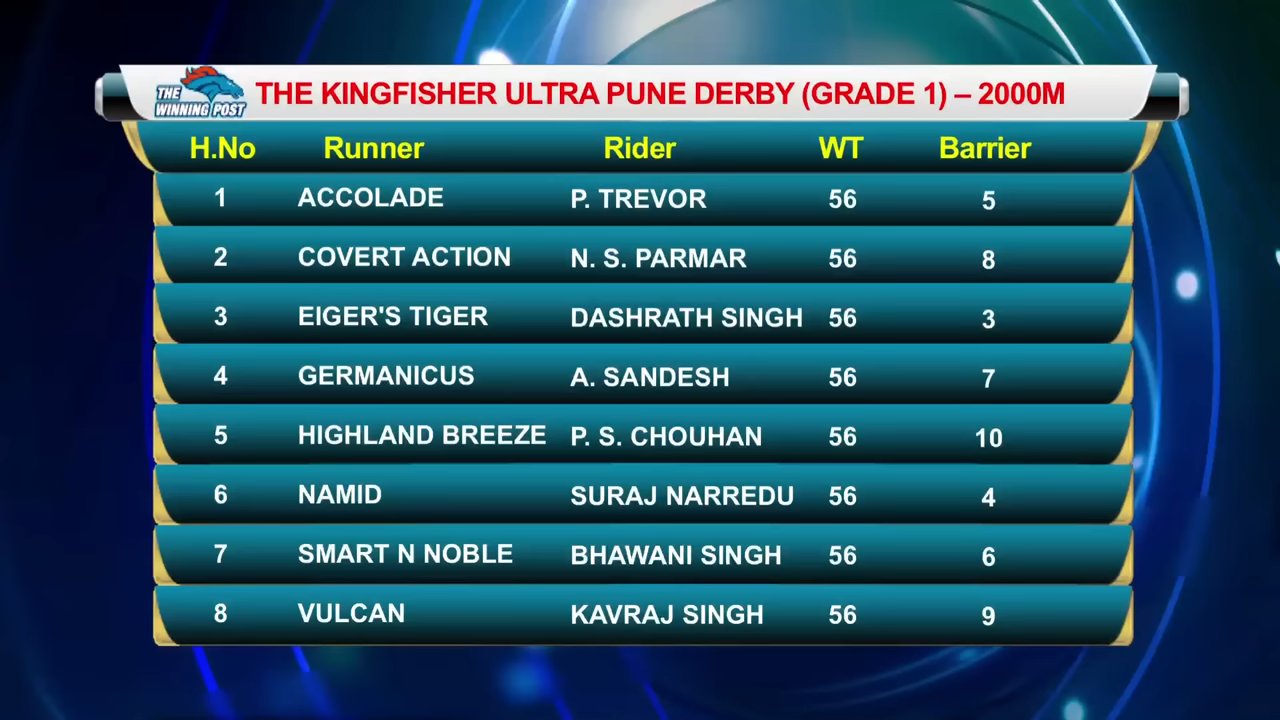 THE WINNING POST
THE KINGFISHER ULTRA PUNE DERBY (GRADE 1) – 2000M
H.No Runner Rider WT Barrier
1 ACCOLADE P. TREVOR 56 5
2 COVERT ACTION N. S. PARMAR 56 8
3 EIGER'S TIGER DASHRATH SINGH 56 3
4 GERMANICUS A. SANDESH 56 7
5 HIGHLAND BREEZE P. S. CHOUHAN 56 10
6 NAMID SURAJ NARREDU 56 4
7 SMART N NOBLE BHAWANI SINGH 56 6
8 VULCAN KAVRAJ SINGH 56 9